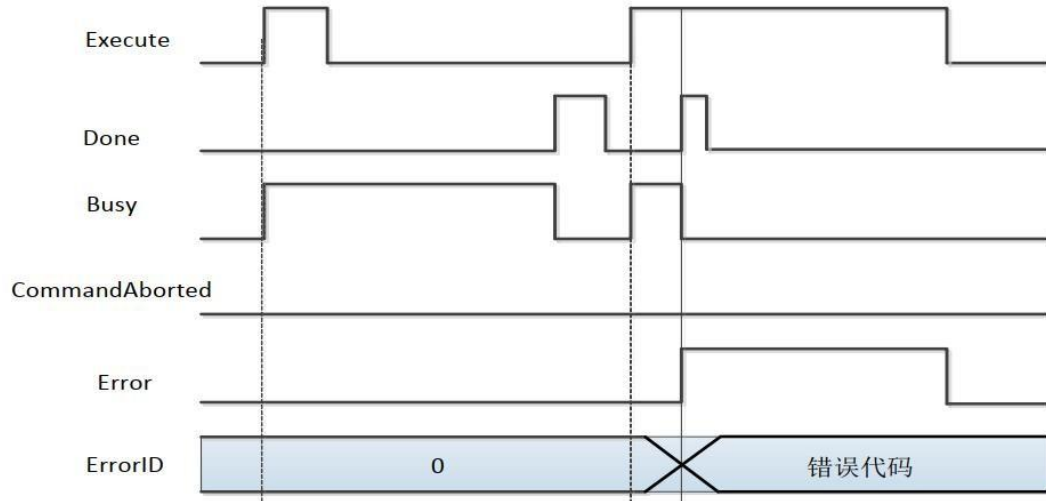 Execute
Done
Busy
CommandAborted
Error
ErrorID
0
错误代码